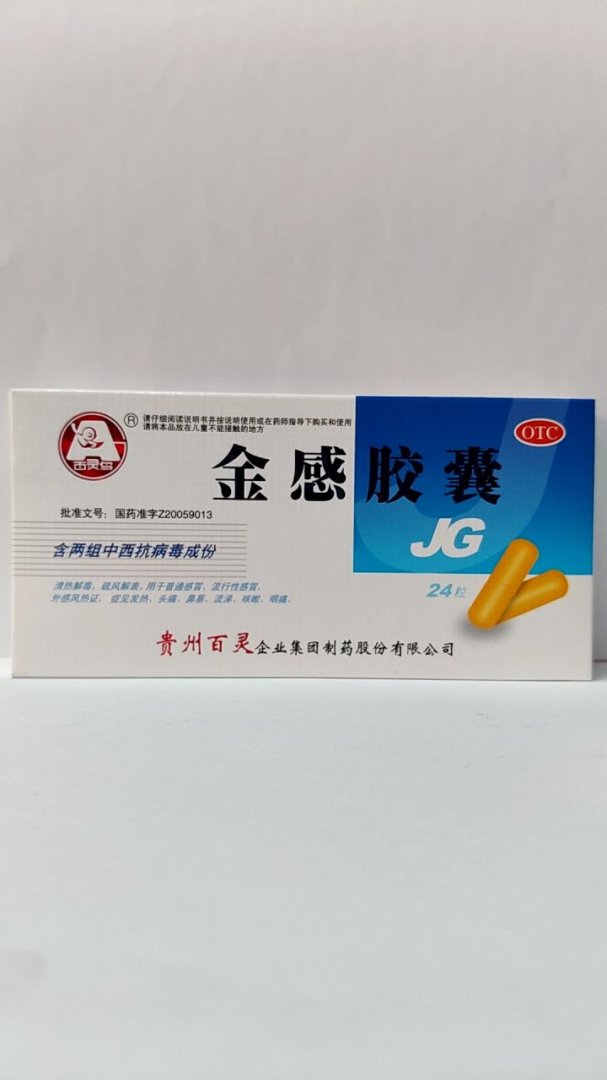 百灵鸟
®
请仔细阅读说明书并按说明使用或在药师指导下购买和使用
请将本品放在儿童不能接触的地方
OTC
金感胶囊
批准文号：国药准字Z20059013
JG
含两组中西抗病毒成份
清热解毒，疏风解表。用于普通感冒，流行性感冒，
外感风热证，症见发热、头痛、鼻塞、流涕、咳嗽、咽痛。
24粒
贵州百灵企业集团制药股份有限公司